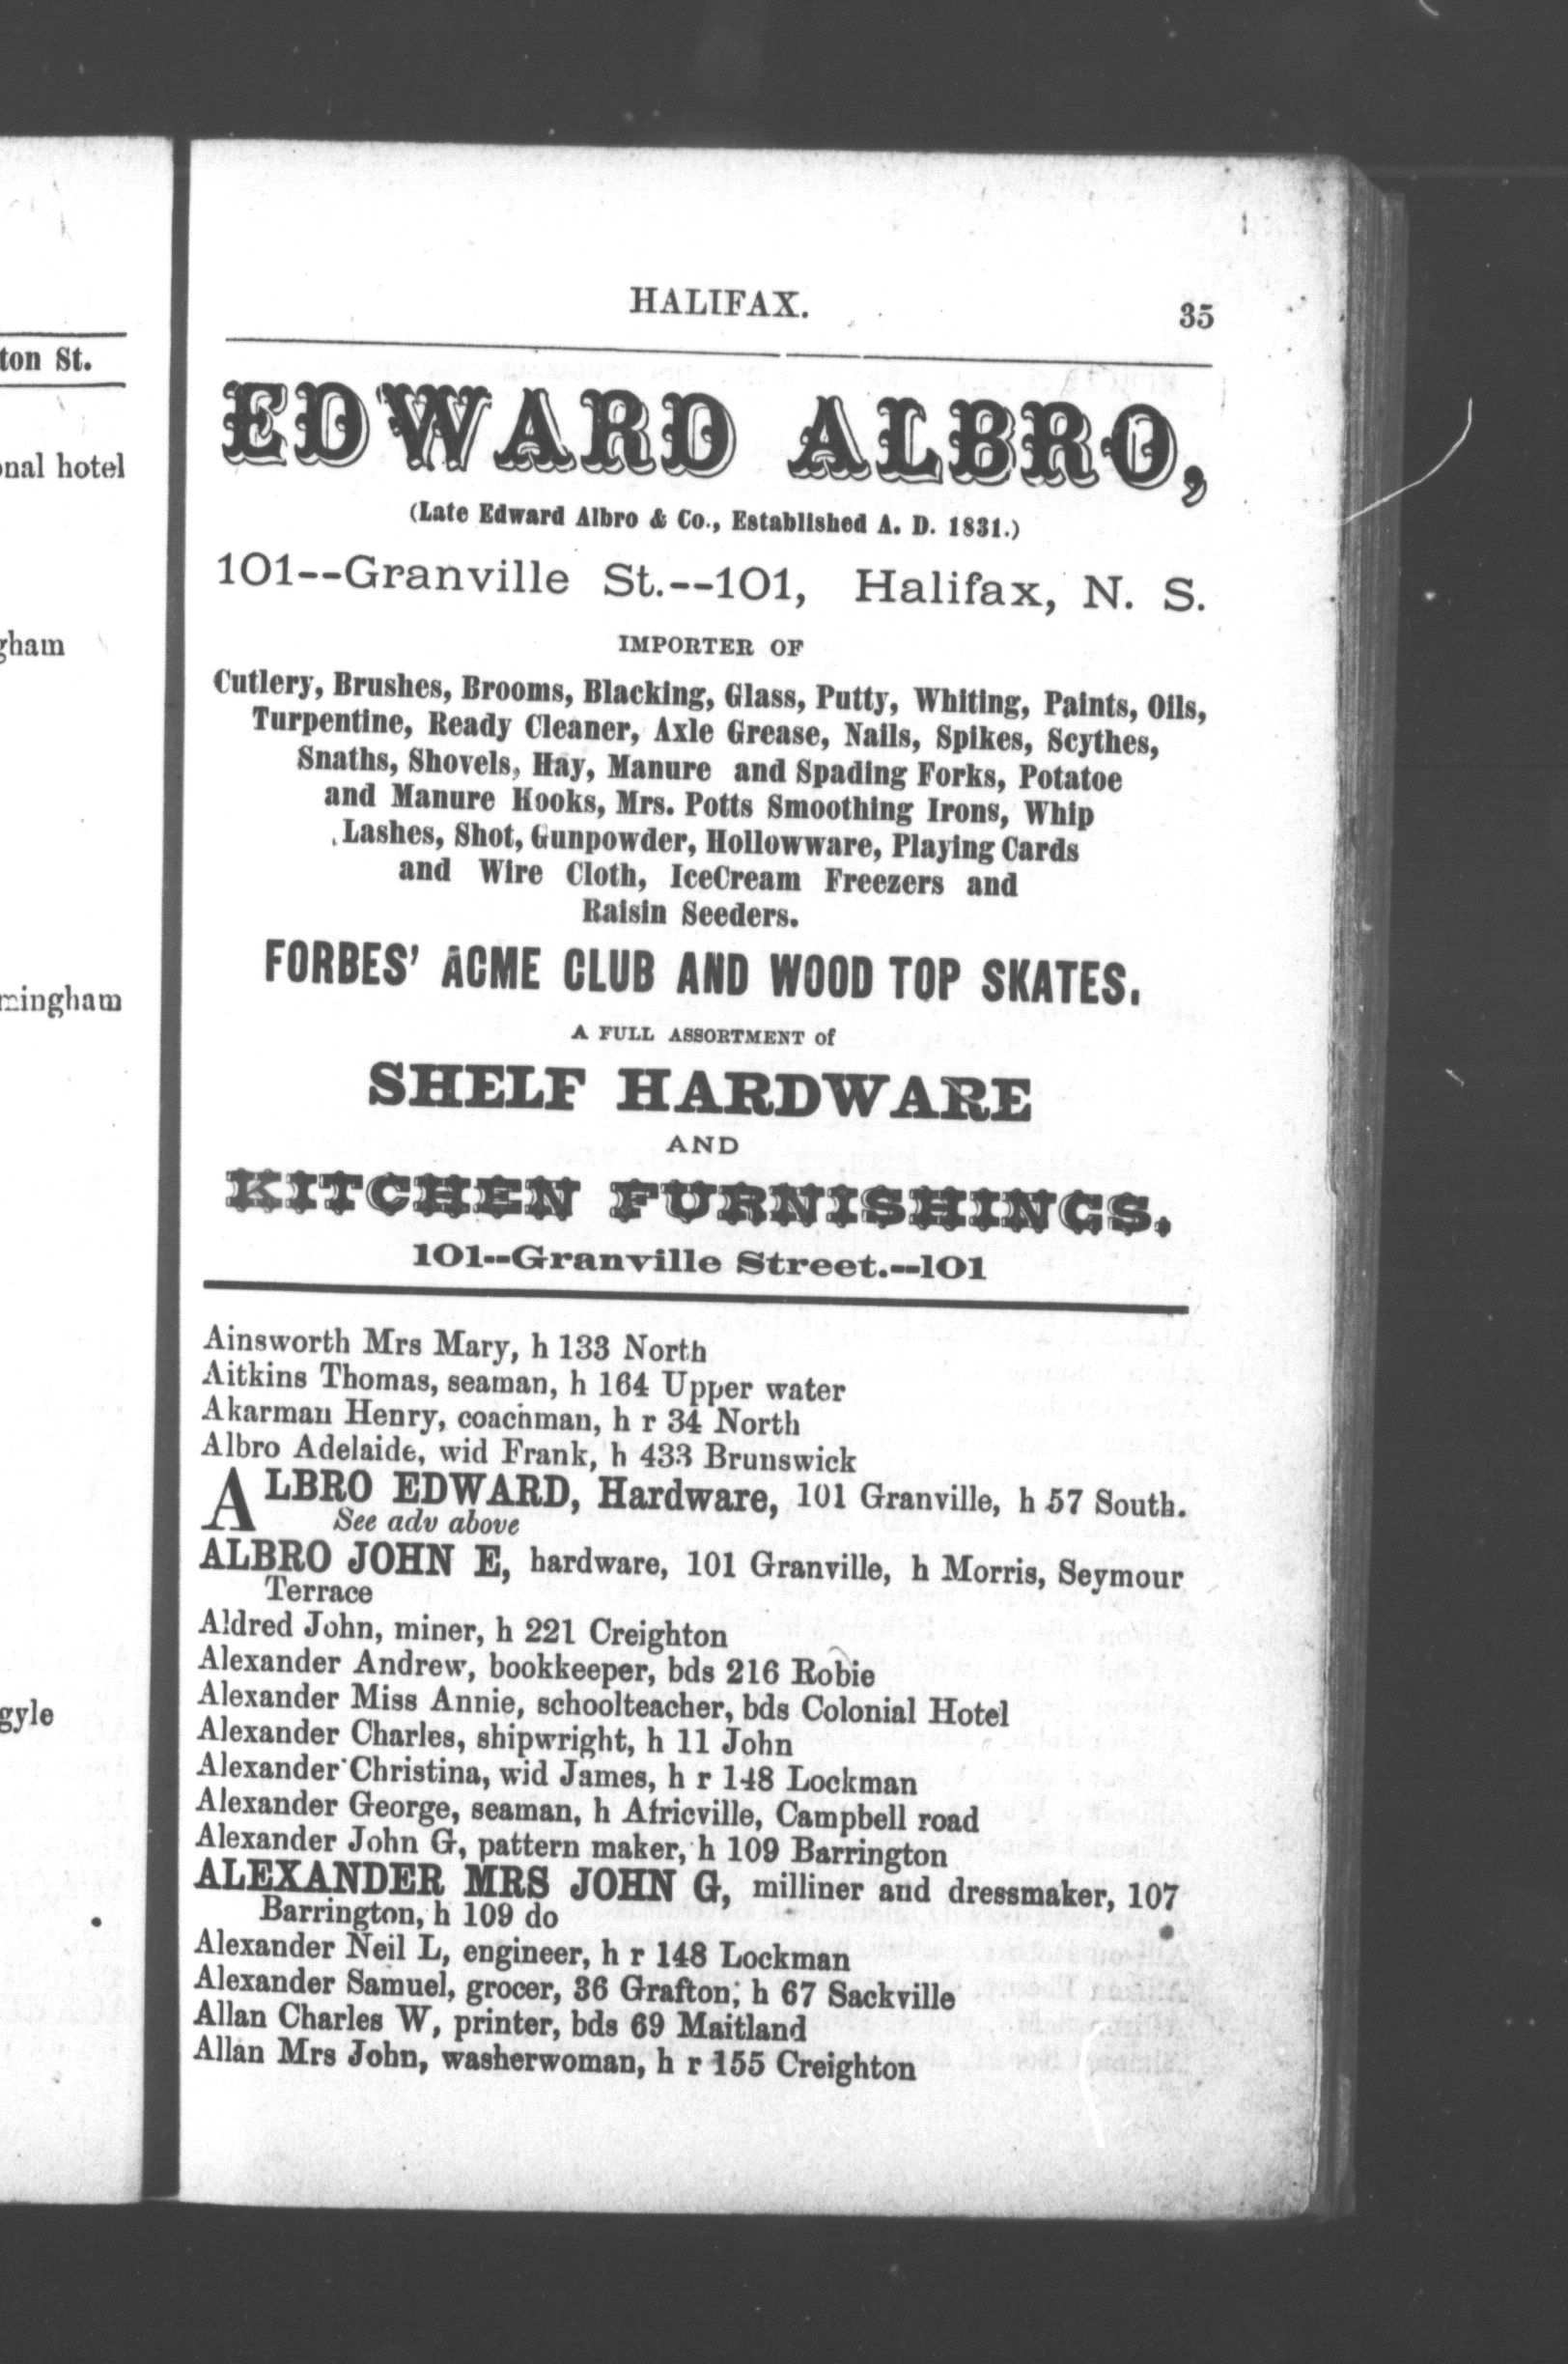 ton St.
onal hotel
gham
mingham
gyle
HALIFAX. 35
EDWARD ALBRO,
(Late Edward Albro & Co., Established A. D. 1831.)
101--Granville St.--101, Halifax, N. S.
IMPORTER OF
Cutlery, Brushes, Brooms, Blacking, Glass, Putty, Whiting, Paints, Oils,
Turpentine, Ready Cleaner, Axle Grease, Nails, Spikes, Scythes,
Snaths, Shovels, Hay, Manure and Spading Forks, Potatoe
and Manure Hooks, Mrs. Potts Smoothing Irons, Whip
Lashes, Shot, Gunpowder, Hollowware, Playing Cards
and Wire Cloth, IceCream Freezers and
Raisin Seeders.
FORBES' ACME CLUB AND WOOD TOP SKATES.
A FULL ASSORTMENT of
SHELF HARDWARE
AND
KITCHEN FURNISHINGS.
101--Granville Street.--101
Ainsworth Mrs Mary, h 133 North
Aitkins Thomas, seaman, h 164 Upper water
Akarman Henry, coachman, h r 34 North
Albro Adelaide, wid Frank, h 433 Brunswick
ALBRO EDWARD, Hardware, 101 Granville, h 57 South.
See adv above
ALBRO JOHN E, hardware, 101 Granville, h Morris, Seymour
Terrace
Aldred John, miner, h 221 Creighton
Alexander Andrew, bookkeeper, bds 216 Robie
Alexander Miss Annie, schoolteacher, bds Colonial Hotel
Alexander Charles, shipwright, h 11 John
Alexander Christina, wid James, h r 148 Lockman
Alexander George, seaman, h Africville, Campbell road
Alexander John G, pattern maker, h 109 Barrington
ALEXANDER MRS JOHN G, milliner and dressmaker, 107
Barrington, h 109 do
Alexander Neil L, engineer, h r 148 Lockman
Alexander Samuel, grocer, 36 Grafton, h 67 Sackville
Allan Charles W, printer, bds 69 Maitland
Allan Mrs John, washerwoman, h r 155 Creighton